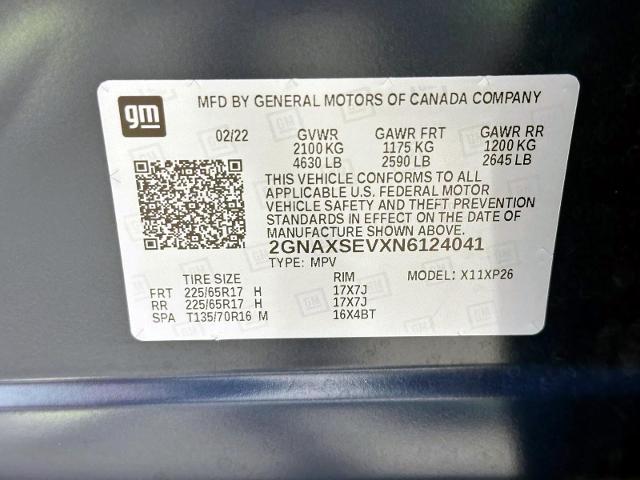 gm
MFD BY GENERAL MOTORS OF CANADA COMPANY
02/22 GVWR GAWR FRT GAWR RR
2100 KG 1175 KG 1200 KG
4630 LB 2590 LB 2645 LB
THIS VEHICLE CONFORMS TO ALL
APPLICABLE U.S. FEDERAL MOTOR
VEHICLE SAFETY AND THEFT PREVENTION
STANDARDS IN EFFECT ON THE DATE OF
MANUFACTURE SHOWN ABOVE.
2GNAXSEVXN6124041
TYPE: MPV MODEL: X11XP26
TIRE SIZE RIM
FRT 225/65R17 H 17X7J
RR 225/65R17 H 17X7J
SPA T135/70R16 M 16X4BT